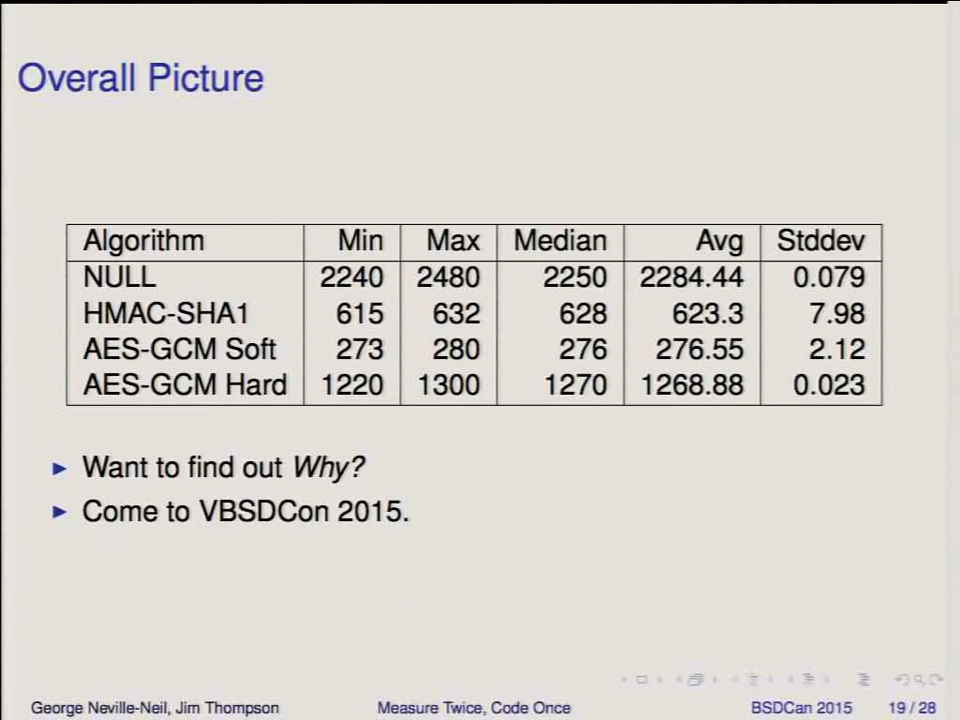 Overall Picture
Algorithm Min Max Median Avg Stddev
NULL 2240 2480 2250 2284.44 0.079
HMAC-SHA1 615 632 628 623.3 7.98
AES-GCM Soft 273 280 276 276.55 2.12
AES-GCM Hard 1220 1300 1270 1268.88 0.023
Want to find out Why?
Come to VBSDCon 2015.
George Neville-Neil, Jim Thompson Measure Twice, Code Once BSDCan 2015 19 / 28